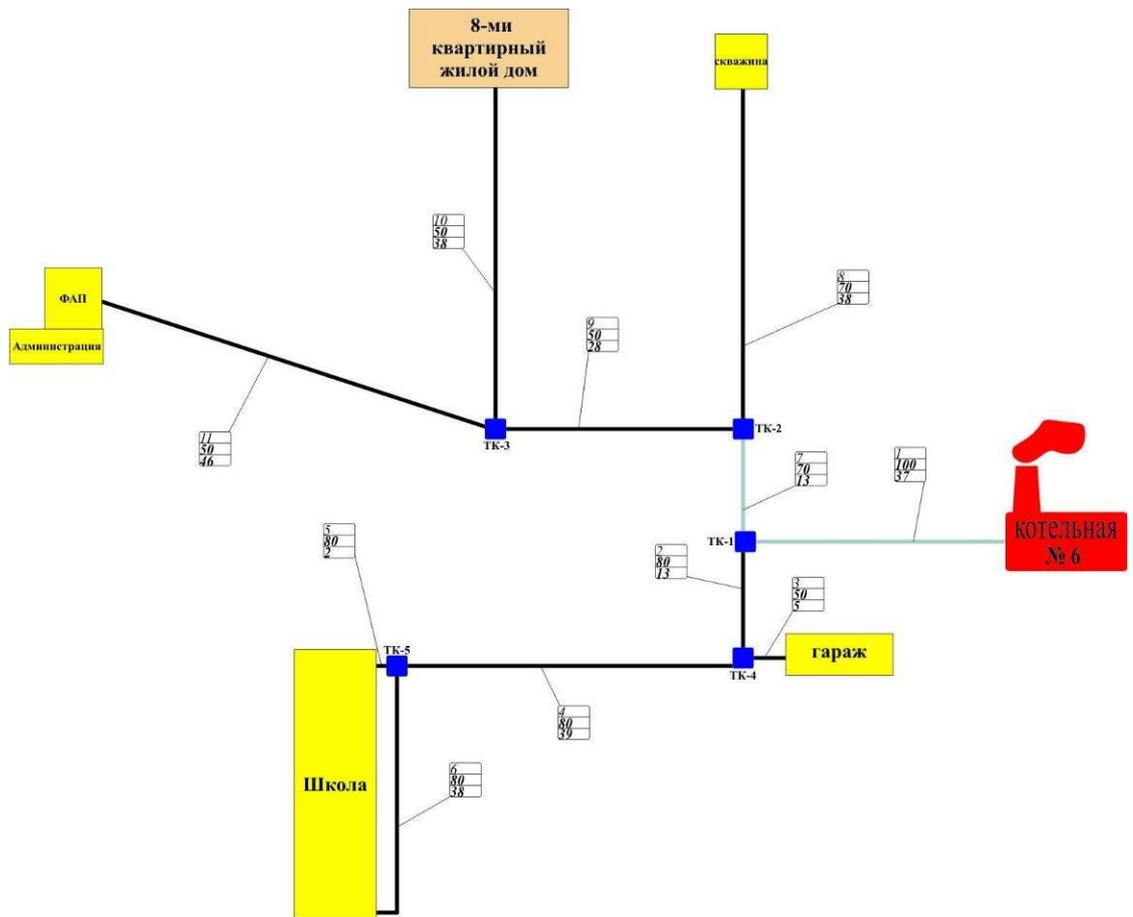 8-ми
квартирный
жилой дом
скважина
10
50
38
8
70
38
ФАП
Администрация
9
50
28
11
50
46
ТК-3
ТК-2
7
70
13
1
100
37
котельная
№ 6
ТК-1
5
80
2
2
80
13
3
50
5
ТК-5
гараж
ТК-4
4
80
39
Школа
6
80
38